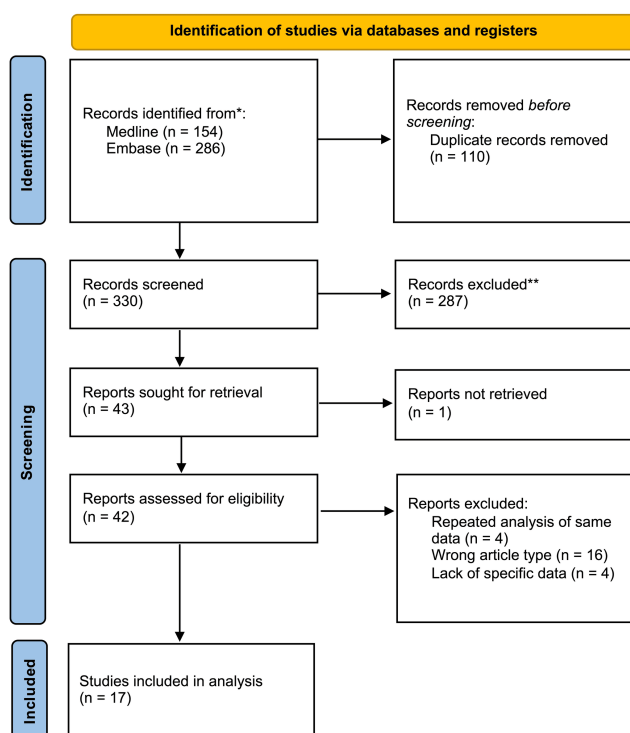 Identification of studies via databases and registers
Identification
Records identified from*:
Medline (n = 154)
Embase (n = 286)
Records removed before
screening:
Duplicate records removed
(n = 110)
Screening
Records screened
(n = 330)
Records excluded**
(n = 287)
Reports sought for retrieval
(n = 43)
Reports not retrieved
(n = 1)
Reports assessed for eligibility
(n = 42)
Reports excluded:
Repeated analysis of same
data (n = 4)
Wrong article type (n = 16)
Lack of specific data (n = 4)
Included
Studies included in analysis
(n = 17)